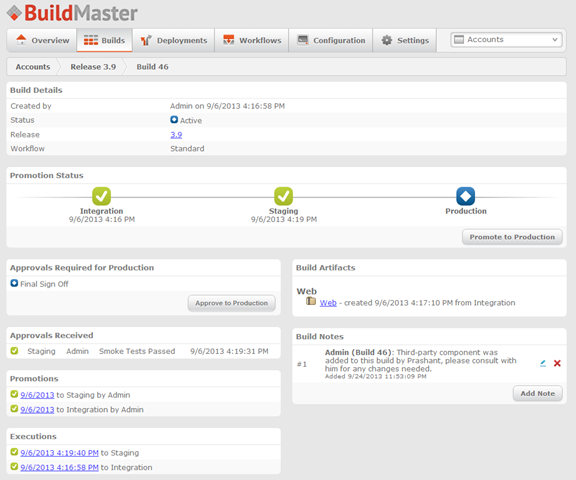 BuildMaster
Overview Builds Deployments Workflows Configuration Settings Accounts
Accounts Release 3.9 Build 46
Build Details
Created by Admin on 9/6/2013 4:16:58 PM
Status Active
Release 3.9
Workflow Standard
Promotion Status
Integration Staging Production
9/6/2013 4:16 PM 9/6/2013 4:19 PM
Promote to Production
Approvals Required for Production
Final Sign Off
Approve to Production
Build Artifacts
Web
Web - created 9/6/2013 4:17:10 PM from Integration
Approvals Received
Staging Admin Smoke Tests Passed 9/6/2013 4:19:31 PM
Build Notes
#1
Admin (Build 46): Third-party component was
added to this build by Prashant, please consult with
him for any changes needed.
Added 9/24/2013 11:53:09 PM
Add Note
Promotions
9/6/2013 to Staging by Admin
9/6/2013 to Integration by Admin
Executions
9/6/2013 4:19:40 PM to Staging
9/6/2013 4:16:58 PM to Integration